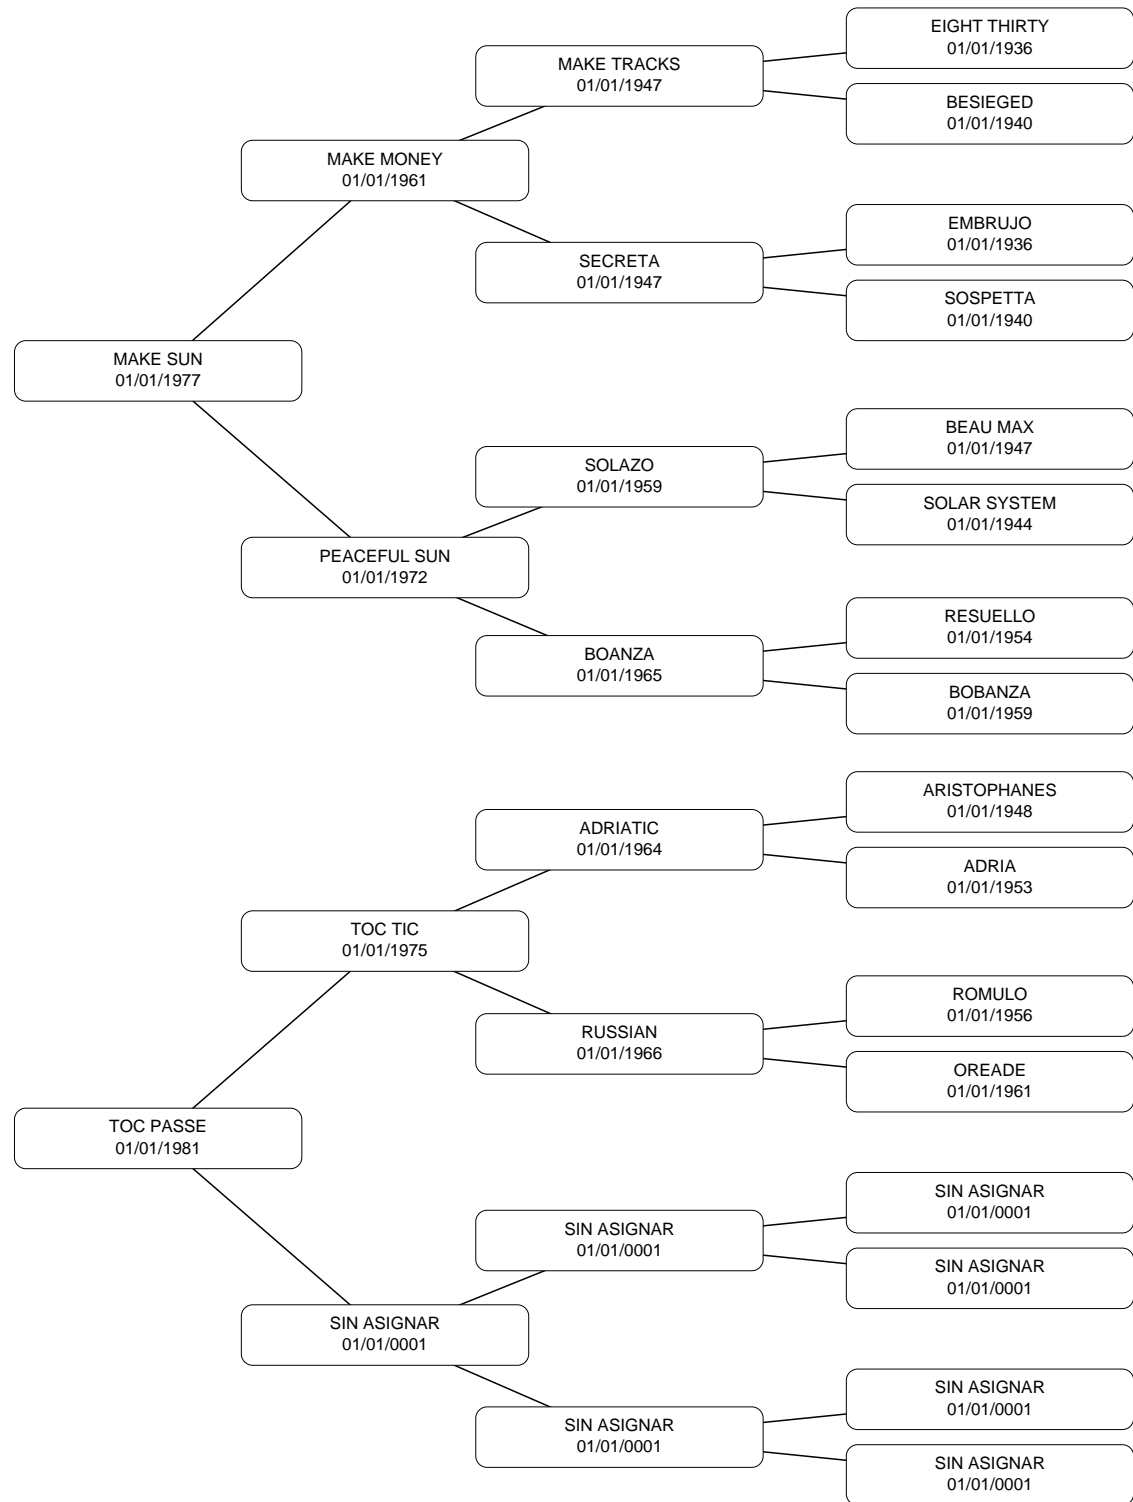 EIGHT THIRTY
01/01/1936
MAKE TRACKS
01/01/1947
BESIEGED
01/01/1940
MAKE MONEY
01/01/1961
EMBRUJO
01/01/1936
SECRETA
01/01/1947
SOSPETTA
01/01/1940
MAKE SUN
01/01/1977
BEAU MAX
01/01/1947
SOLAZO
01/01/1959
SOLAR SYSTEM
01/01/1944
PEACEFUL SUN
01/01/1972
RESUELLO
01/01/1954
BOANZA
01/01/1965
BOBANZA
01/01/1959
ARISTOPHANES
01/01/1948
ADRIATIC
01/01/1964
ADRIA
01/01/1953
TOC TIC
01/01/1975
ROMULO
01/01/1956
RUSSIAN
01/01/1966
OREADE
01/01/1961
TOC PASSE
01/01/1981
SIN ASIGNAR
01/01/0001
SIN ASIGNAR
01/01/0001
SIN ASIGNAR
01/01/0001
SIN ASIGNAR
01/01/0001
SIN ASIGNAR
01/01/0001
SIN ASIGNAR
01/01/0001
SIN ASIGNAR
01/01/0001